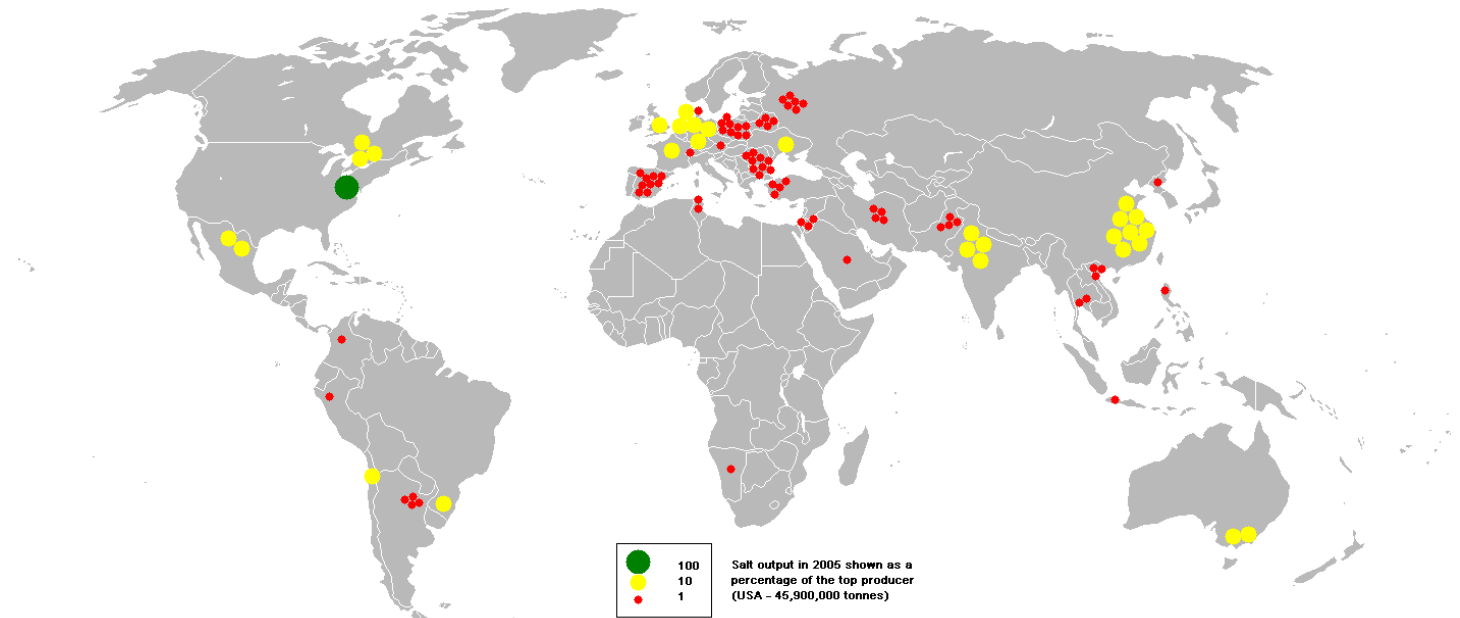 100
10
1
Salt output in 2005 shown as a
percentage of the top producer
(USA - 45,900,000 tonnes)